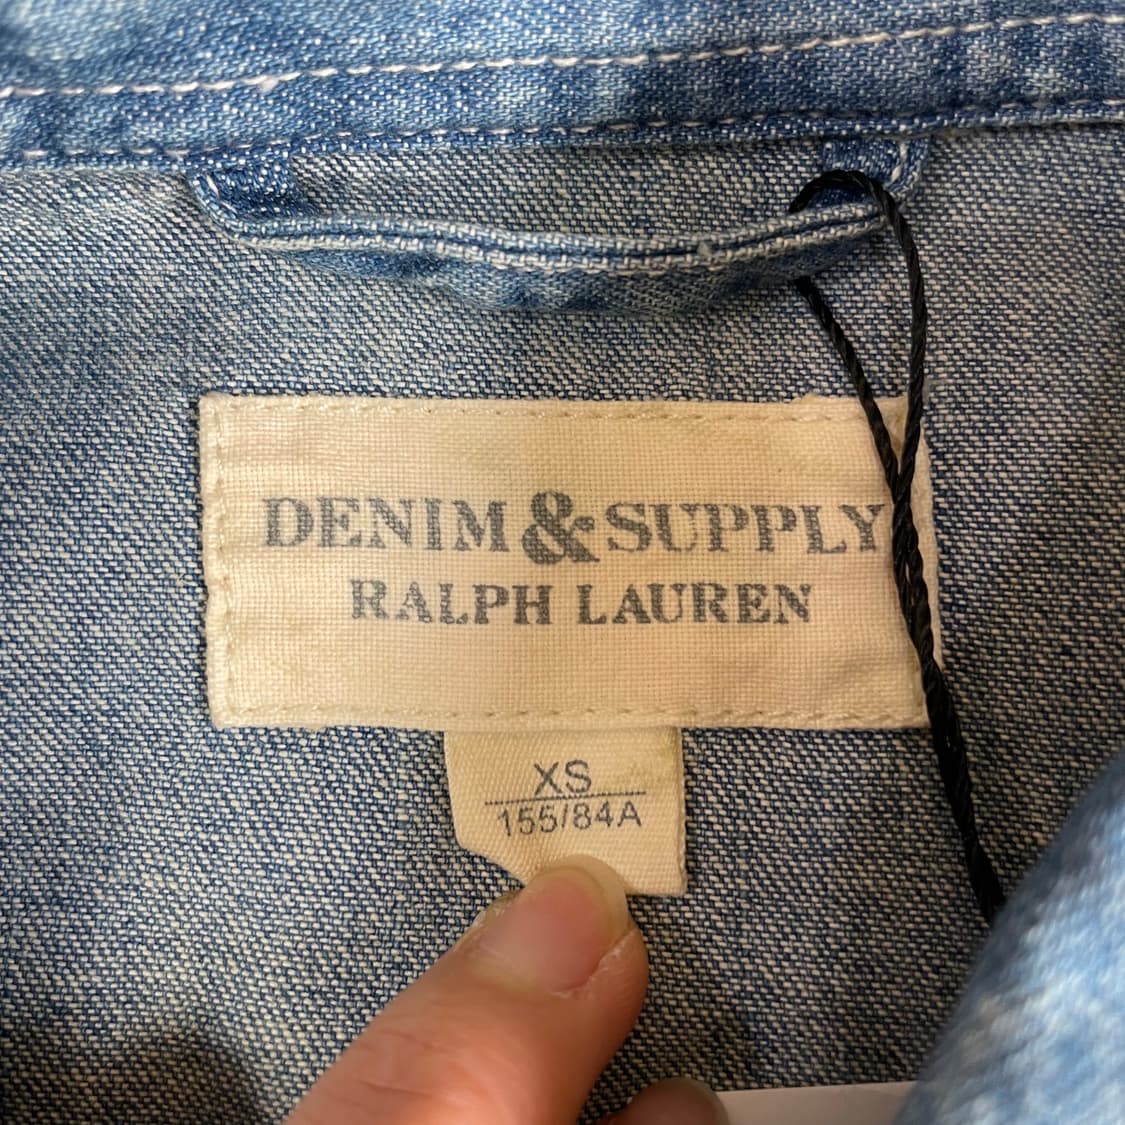 DENIM & SUPPLY
RALPH LAUREN
XS
155/84A